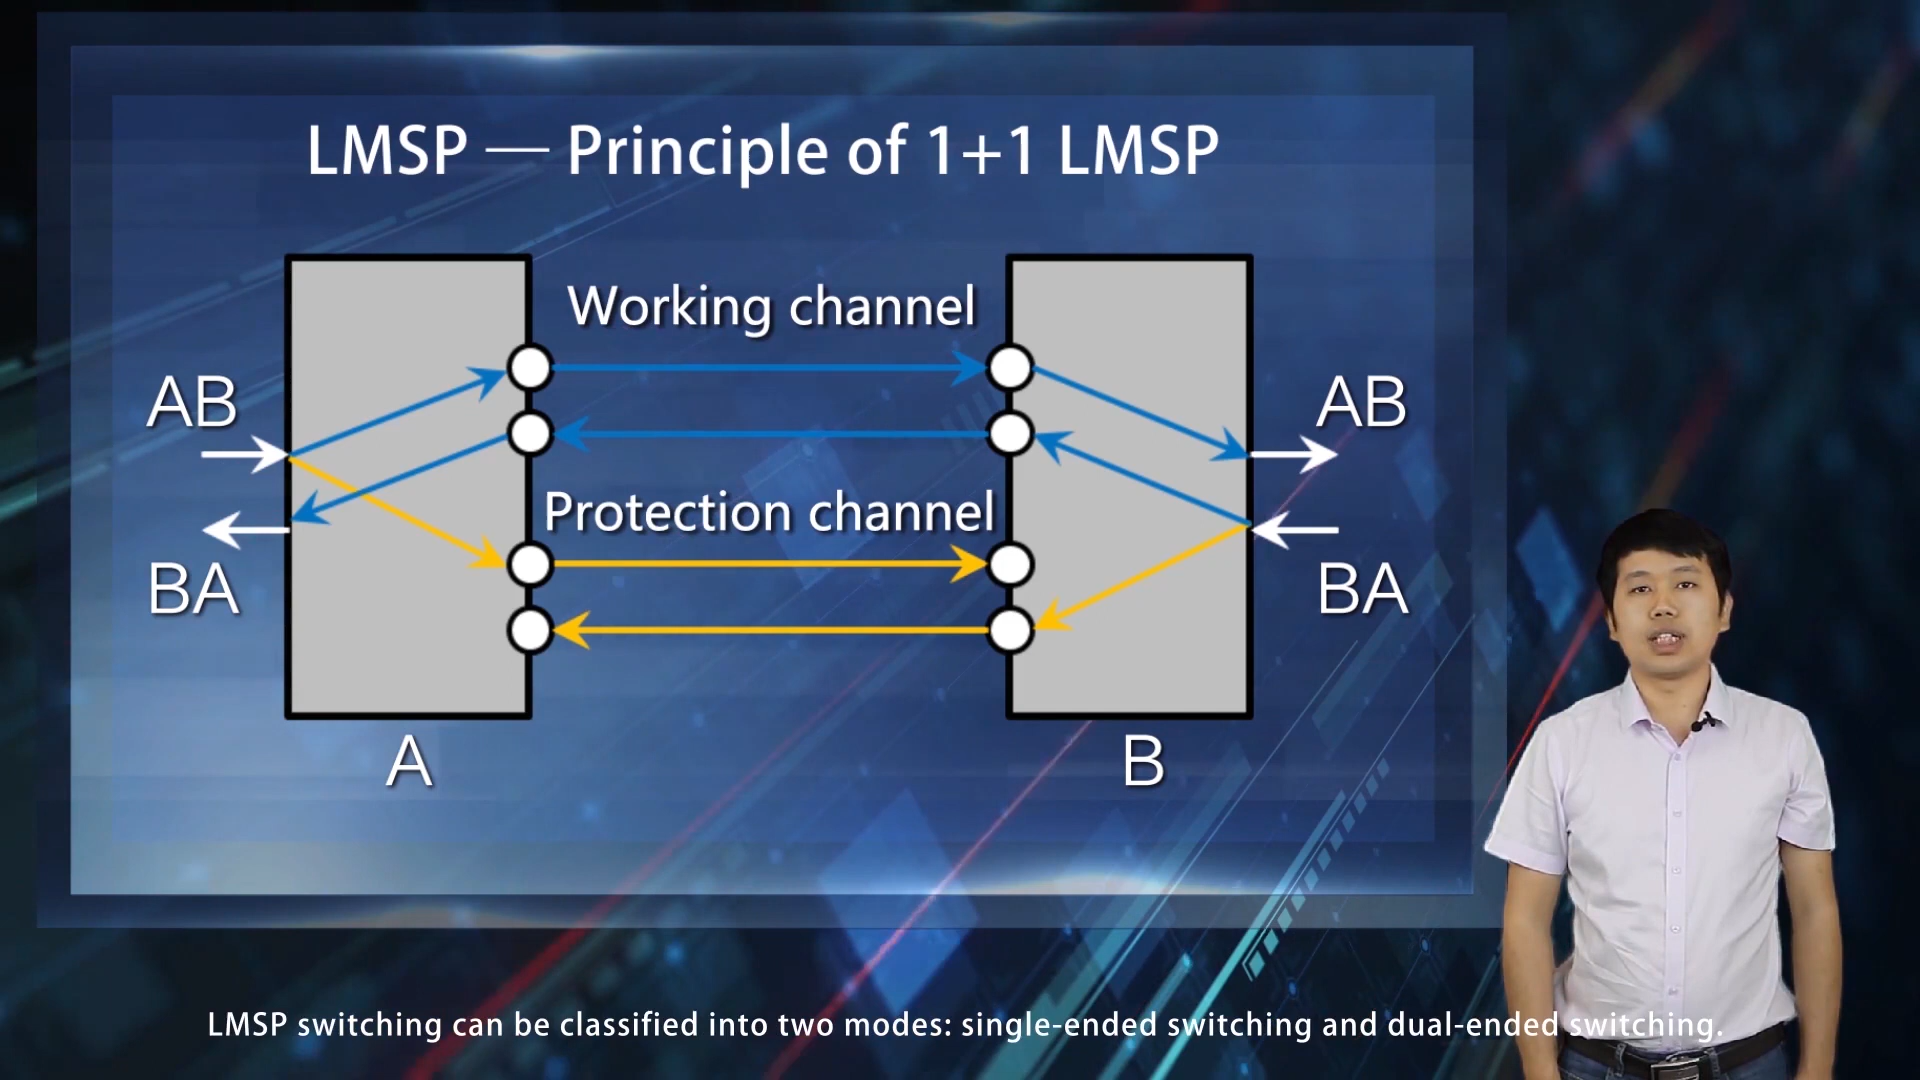 LMSP — Principle of 1+1 LMSP
Working channel
AB
AB
Protection channel
BA
BA
A
B
LMSP switching can be classified into two modes: single-ended switching and dual-ended switching.